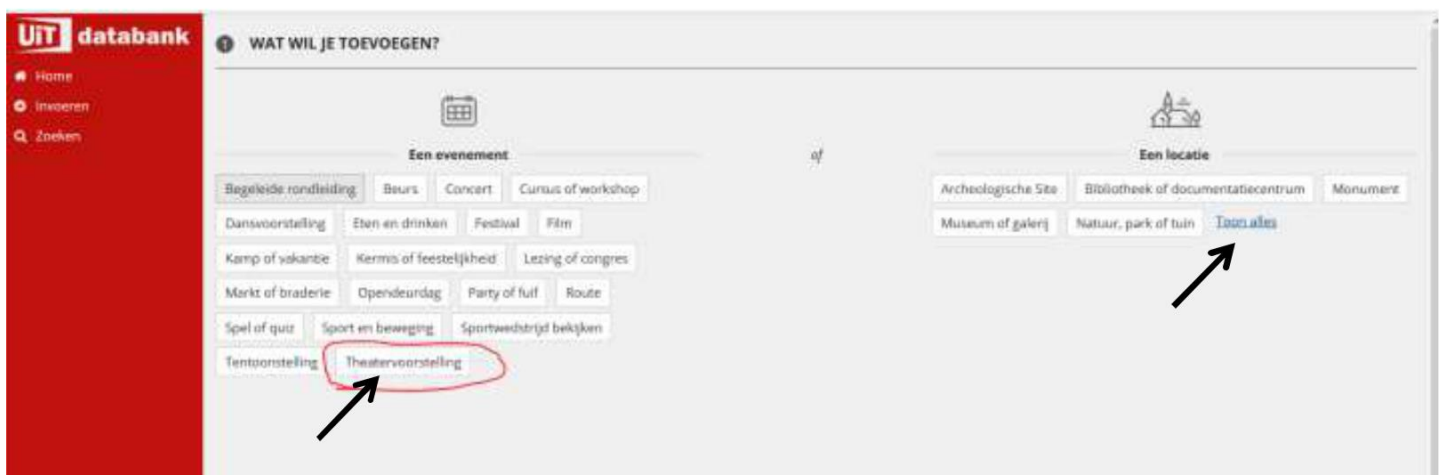 UiT databank
Home
Invoeren
Zoeken
1 WAT WIL JE TOEVOEGEN?
Een evenement
of
Een locatie
Begeleide rondleiding Beurs Concert Cursus of workshop
Dansvoorstelling Eten en drinken Festival Film
Kamp of vakantie Kermis of feestelijkheid Lezing of congres
Markt of braderie Opendeurdag Party of fuif Route
Spel of quiz Sport en beweging Sportwedstrijd bekijken
Tentoonstelling Theatervoorstelling
Archeologische Site Bibliotheek of documentatiecentrum Monument
Museum of galerij Natuur, park of tuin Toon alles